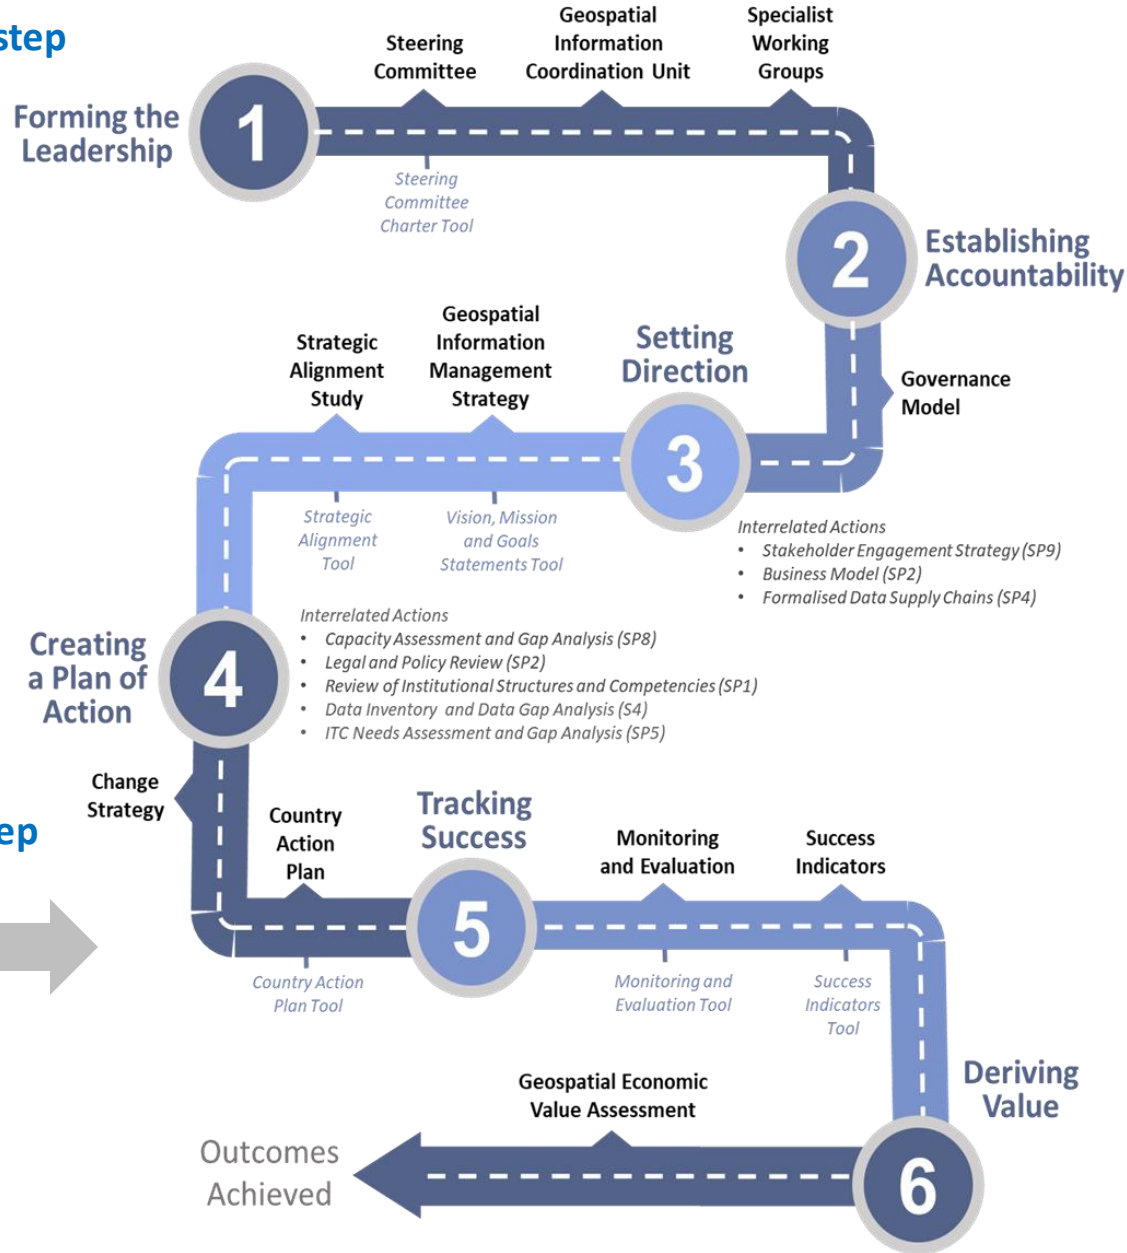 step
Steering
Committee
Geospatial
Information
Coordination Unit
Specialist
Working
Groups
Forming the
Leadership
1
Steering
Committee
Charter Tool
2
Establishing
Accountability
Governance
Model
Setting
Direction
3
Interrelated Actions
• Stakeholder Engagement Strategy (SP9)
• Business Model (SP2)
• Formalised Data Supply Chains (SP4)
Geospatial
Information
Management
Strategy
Strategic
Alignment
Study
Vision, Mission
and Goals
Statements Tool
Strategic
Alignment
Tool
Creating
a Plan of
Action
4
Interrelated Actions
• Capacity Assessment and Gap Analysis (SP8)
• Legal and Policy Review (SP2)
• Review of Institutional Structures and Competencies (SP1)
• Data Inventory and Data Gap Analysis (S4)
• ITC Needs Assessment and Gap Analysis (SP5)
Change
Strategy
ep
Country
Action
Plan
Country Action
Plan Tool
Tracking
Success
5
Monitoring
and Evaluation
Success
Indicators
Monitoring and
Evaluation Tool
Success
Indicators
Tool
Deriving
Value
6
Geospatial Economic
Value Assessment
Outcomes
Achieved